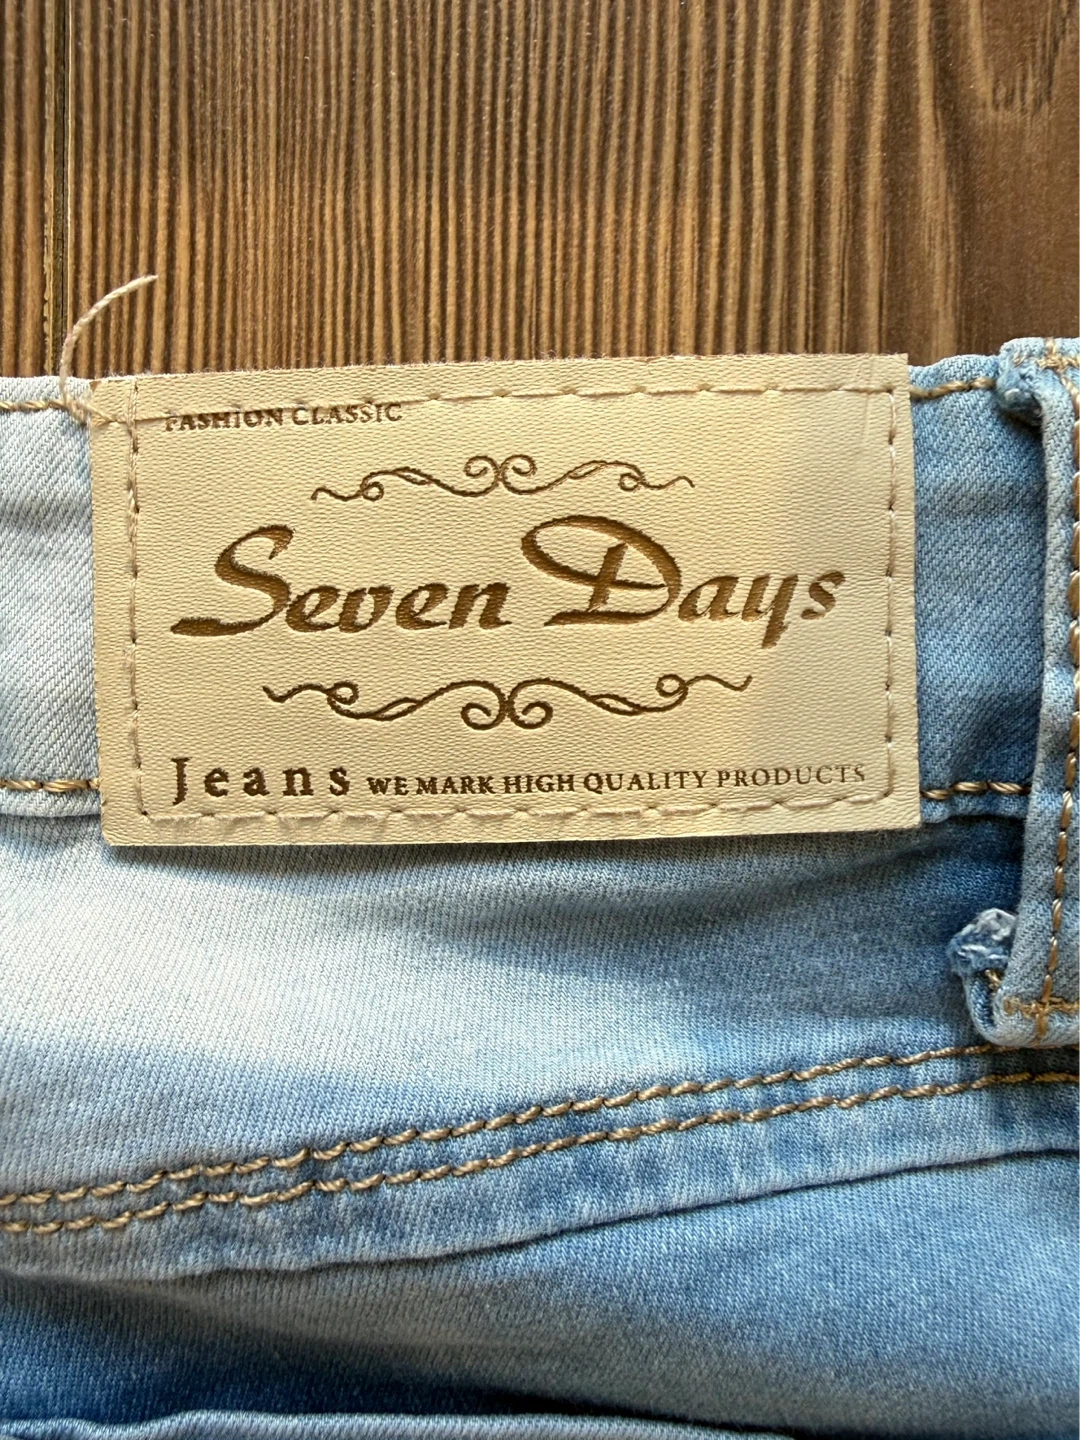 FASHION CLASSIC
Seven Days
Jeans WE MARK HIGH QUALITY PRODUCTS